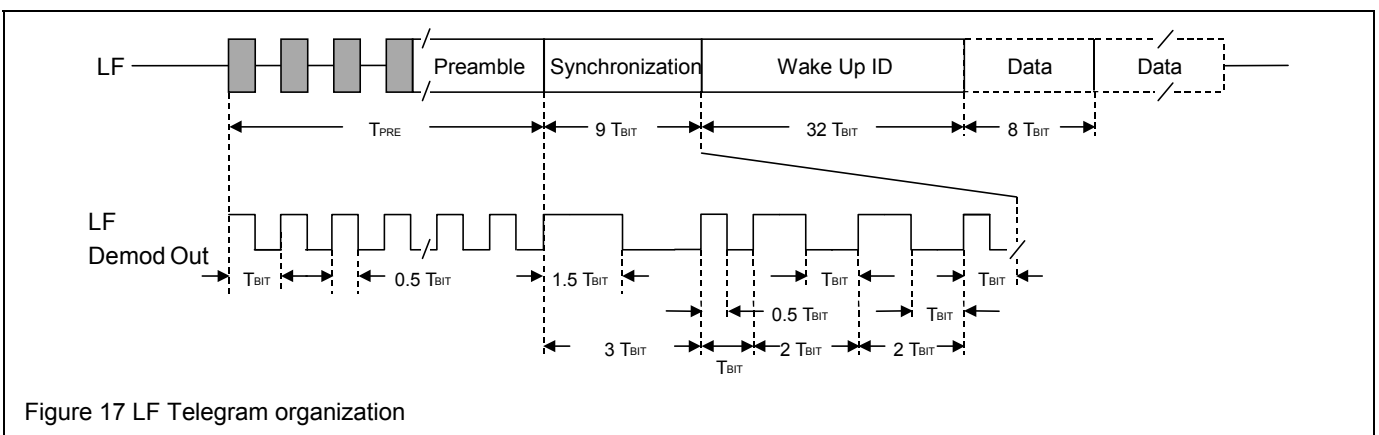 LF Preamble Synchronization Wake Up ID Data Data
TPRE 9 TBIT 32 TBIT 8 TBIT
LF
Demod Out
TBIT 0.5 TBIT 1.5 TBIT TBIT TBIT
0.5 TBIT TBIT
3 TBIT 2 TBIT 2 TBIT
TBIT
Figure 17 LF Telegram organization